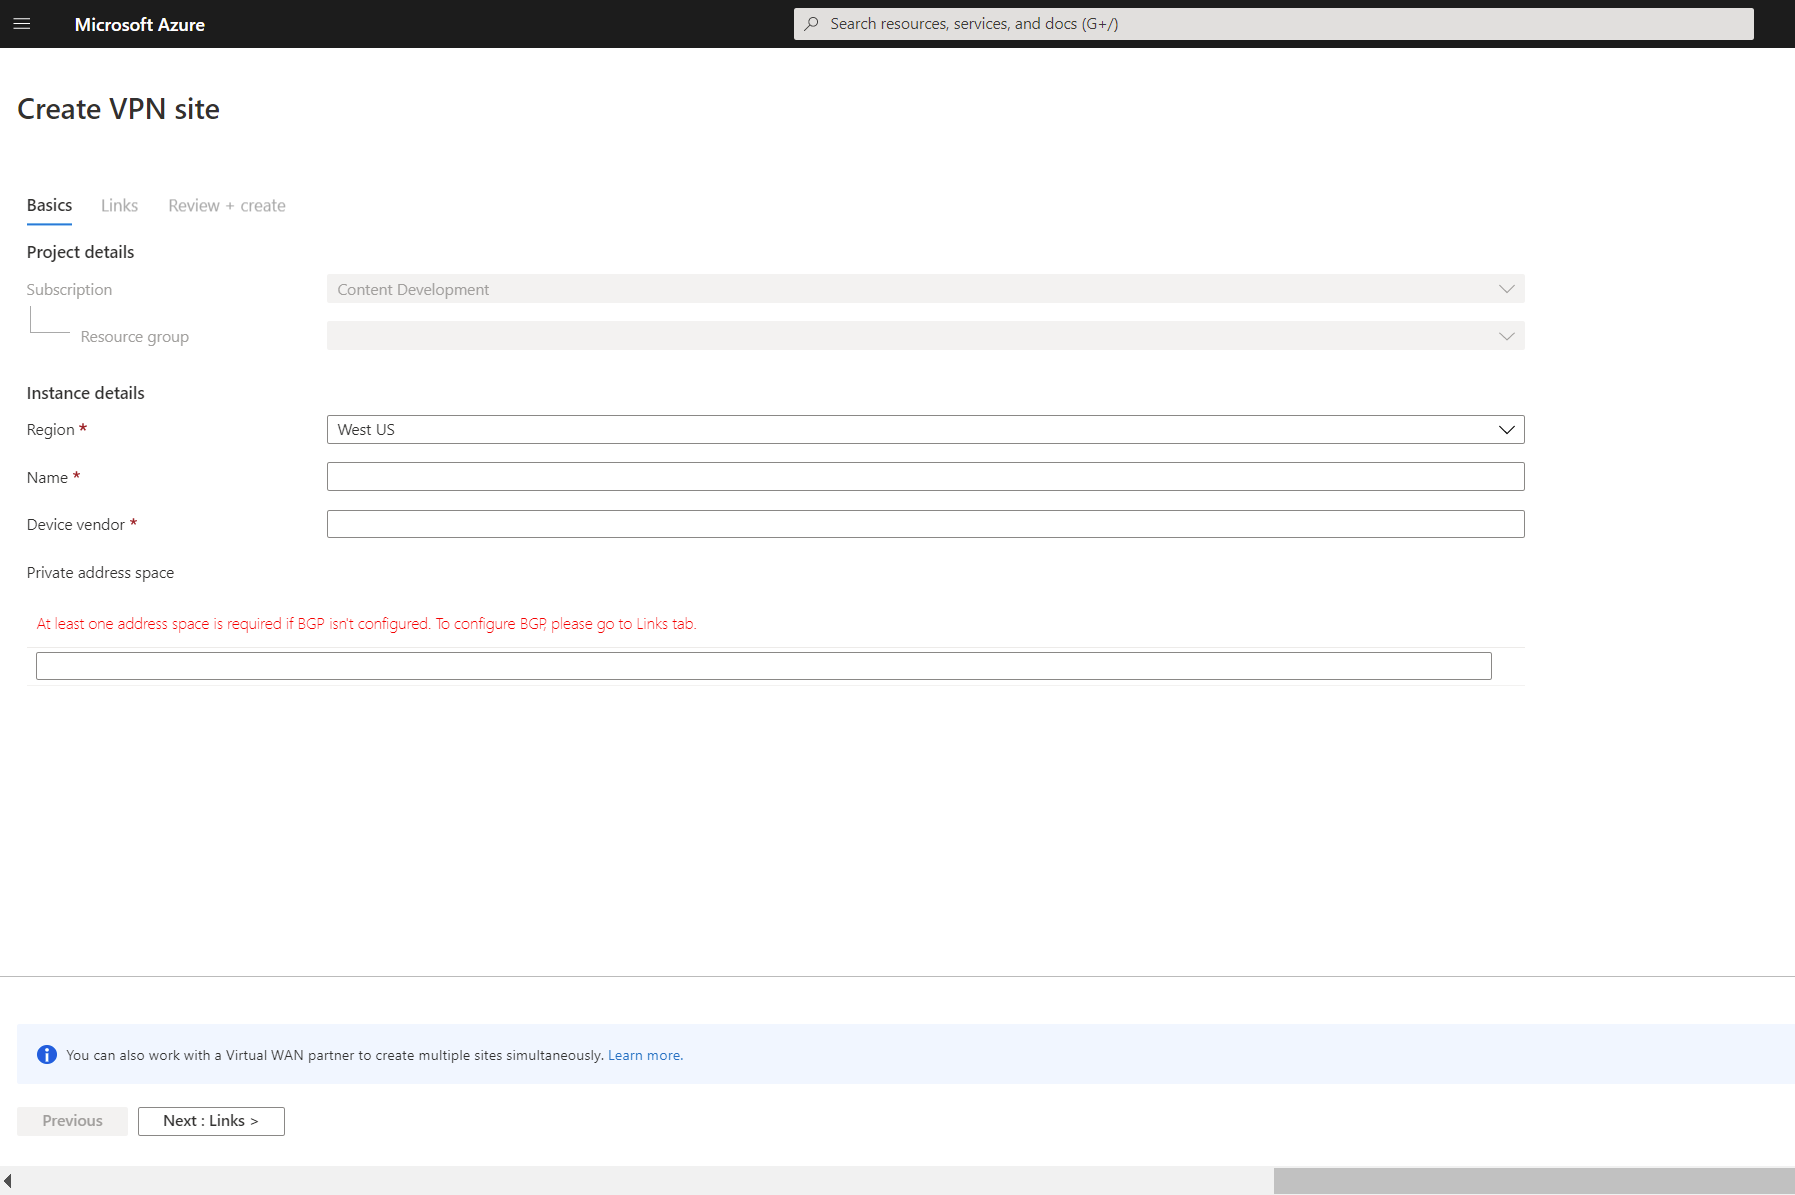 Microsoft Azure
Search resources, services, and docs (G+/)
Create VPN site
Basics Links Review + create
Project details
Subscription Content Development
Resource group
Instance details
Region * West US
Name *
Device vendor *
Private address space
At least one address space is required if BGP isn't configured. To configure BGP, please go to Links tab.
You can also work with a Virtual WAN partner to create multiple sites simultaneously. Learn more.
Previous Next : Links >